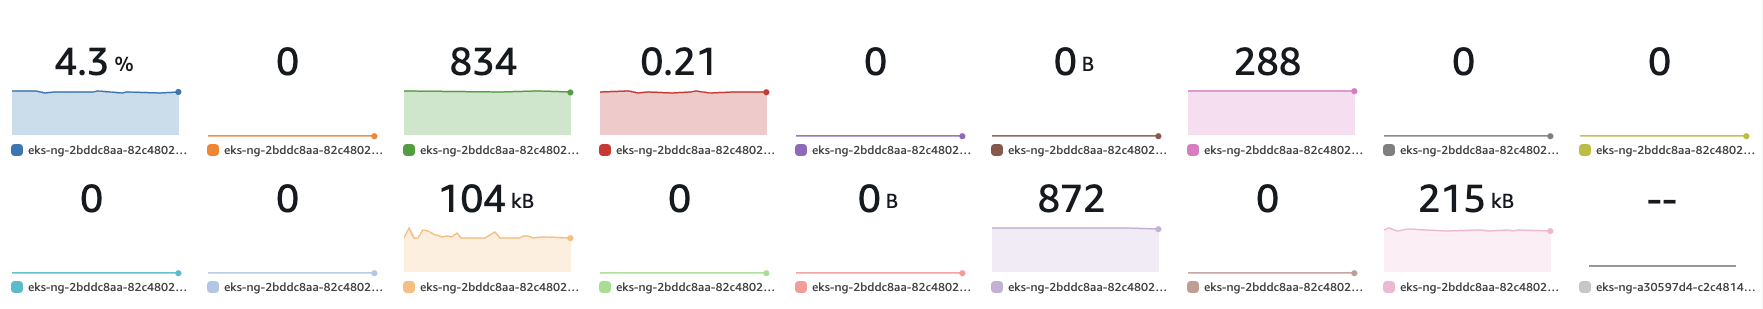 4.3 % 0 834 0.21 0 0 B 288 0 0
eks-ng-2bddc8aa-82c4802... eks-ng-2bddc8aa-82c4802... eks-ng-2bddc8aa-82c4802... eks-ng-2bddc8aa-82c4802... eks-ng-2bddc8aa-82c4802... eks-ng-2bddc8aa-82c4802... eks-ng-2bddc8aa-82c4802... eks-ng-2bddc8aa-82c4802... eks-ng-2bddc8aa-82c4802...
0 0 104 kB 0 0 B 872 0 215 kB --
eks-ng-2bddc8aa-82c4802... eks-ng-2bddc8aa-82c4802... eks-ng-2bddc8aa-82c4802... eks-ng-2bddc8aa-82c4802... eks-ng-2bddc8aa-82c4802... eks-ng-2bddc8aa-82c4802... eks-ng-2bddc8aa-82c4802... eks-ng-2bddc8aa-82c4802... eks-ng-a30597d4-c2c4814...